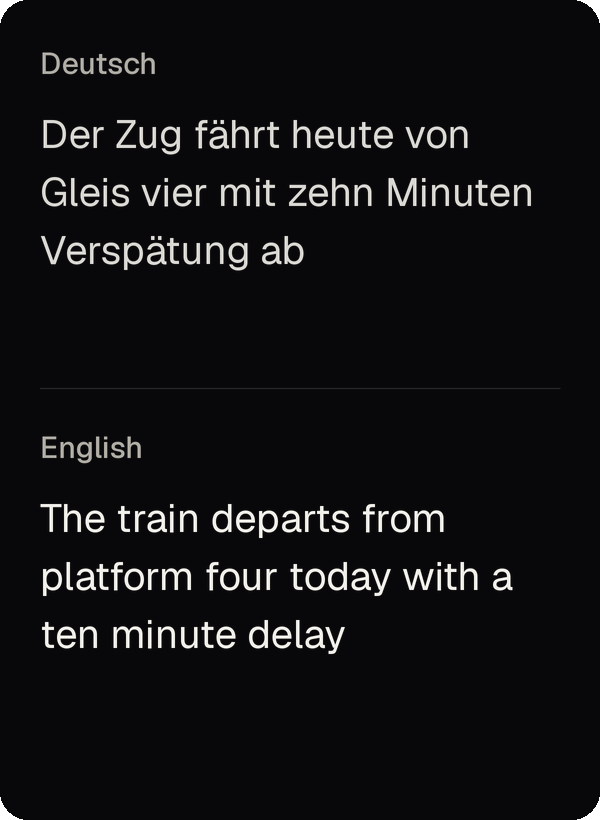 Deutsch
Der Zug fährt heute von
Gleis vier mit zehn Minuten
Verspätung ab
English
The train departs from
platform four today with a
ten minute delay